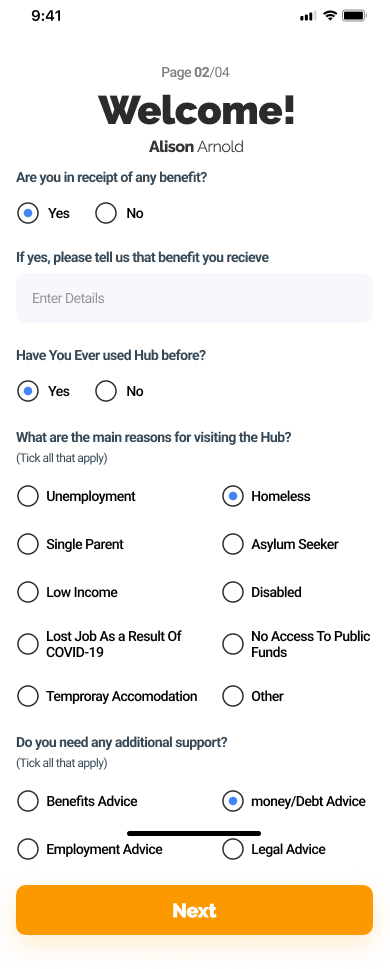 9:41
Page 02/04
Welcome!
Alison Arnold
Are you in receipt of any benefit?
Yes No
If yes, please tell us that benefit you recieve
Enter Details
Have You Ever used Hub before?
Yes No
What are the main reasons for visiting the Hub?
(Tick all that apply)
Unemployment Homeless
Single Parent Asylum Seeker
Low Income Disabled
Lost Job As a Result Of
COVID-19
No Access To Public
Funds
Temproray Accomodation Other
Do you need any additional support?
(Tick all that apply)
Benefits Advice money/Debt Advice
Employment Advice Legal Advice
Next